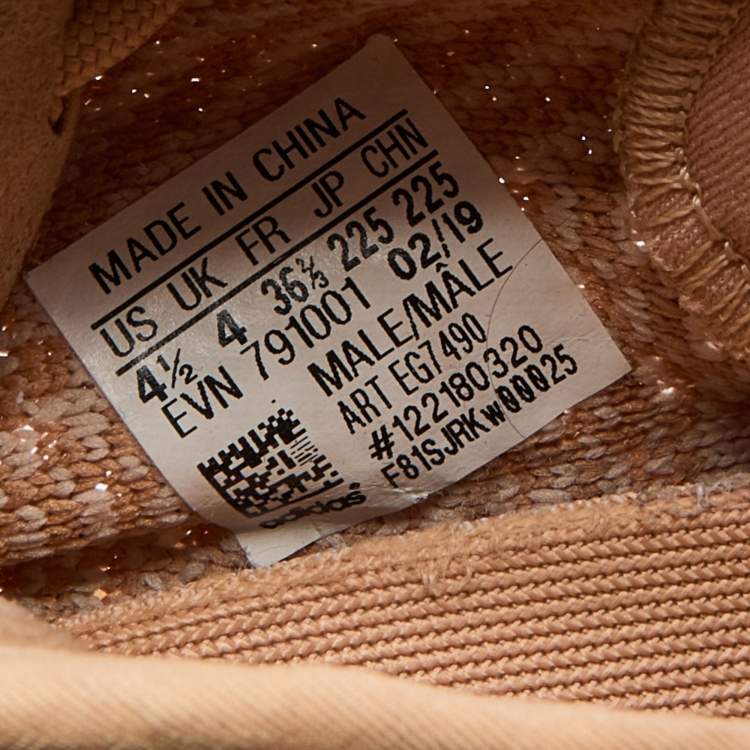 MADE IN CHINA
US UK FR JP CHN
4½ 4 36⅔ 225 225
EVN 791001 02/19
MALE/MÂLE
ART EG7490
#122180320
F81SJRKW00025
adidas